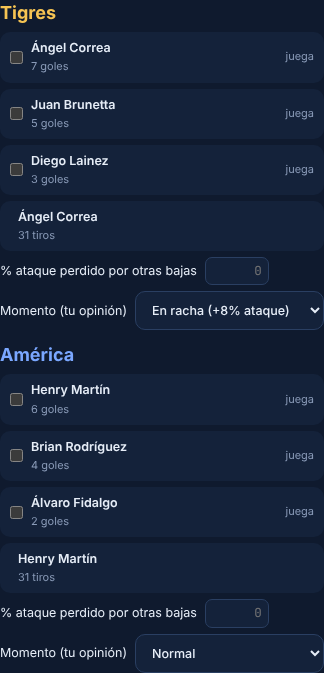 Tigres
Ángel Correa
7 goles
juega
Juan Brunetta
5 goles
juega
Diego Lainez
3 goles
juega
Ángel Correa
31 tiros
% ataque perdido por otras bajas 0
Momento (tu opinión) En racha (+8% ataque)
América
Henry Martín
6 goles
juega
Brian Rodríguez
4 goles
juega
Álvaro Fidalgo
2 goles
juega
Henry Martín
31 tiros
% ataque perdido por otras bajas 0
Momento (tu opinión) Normal